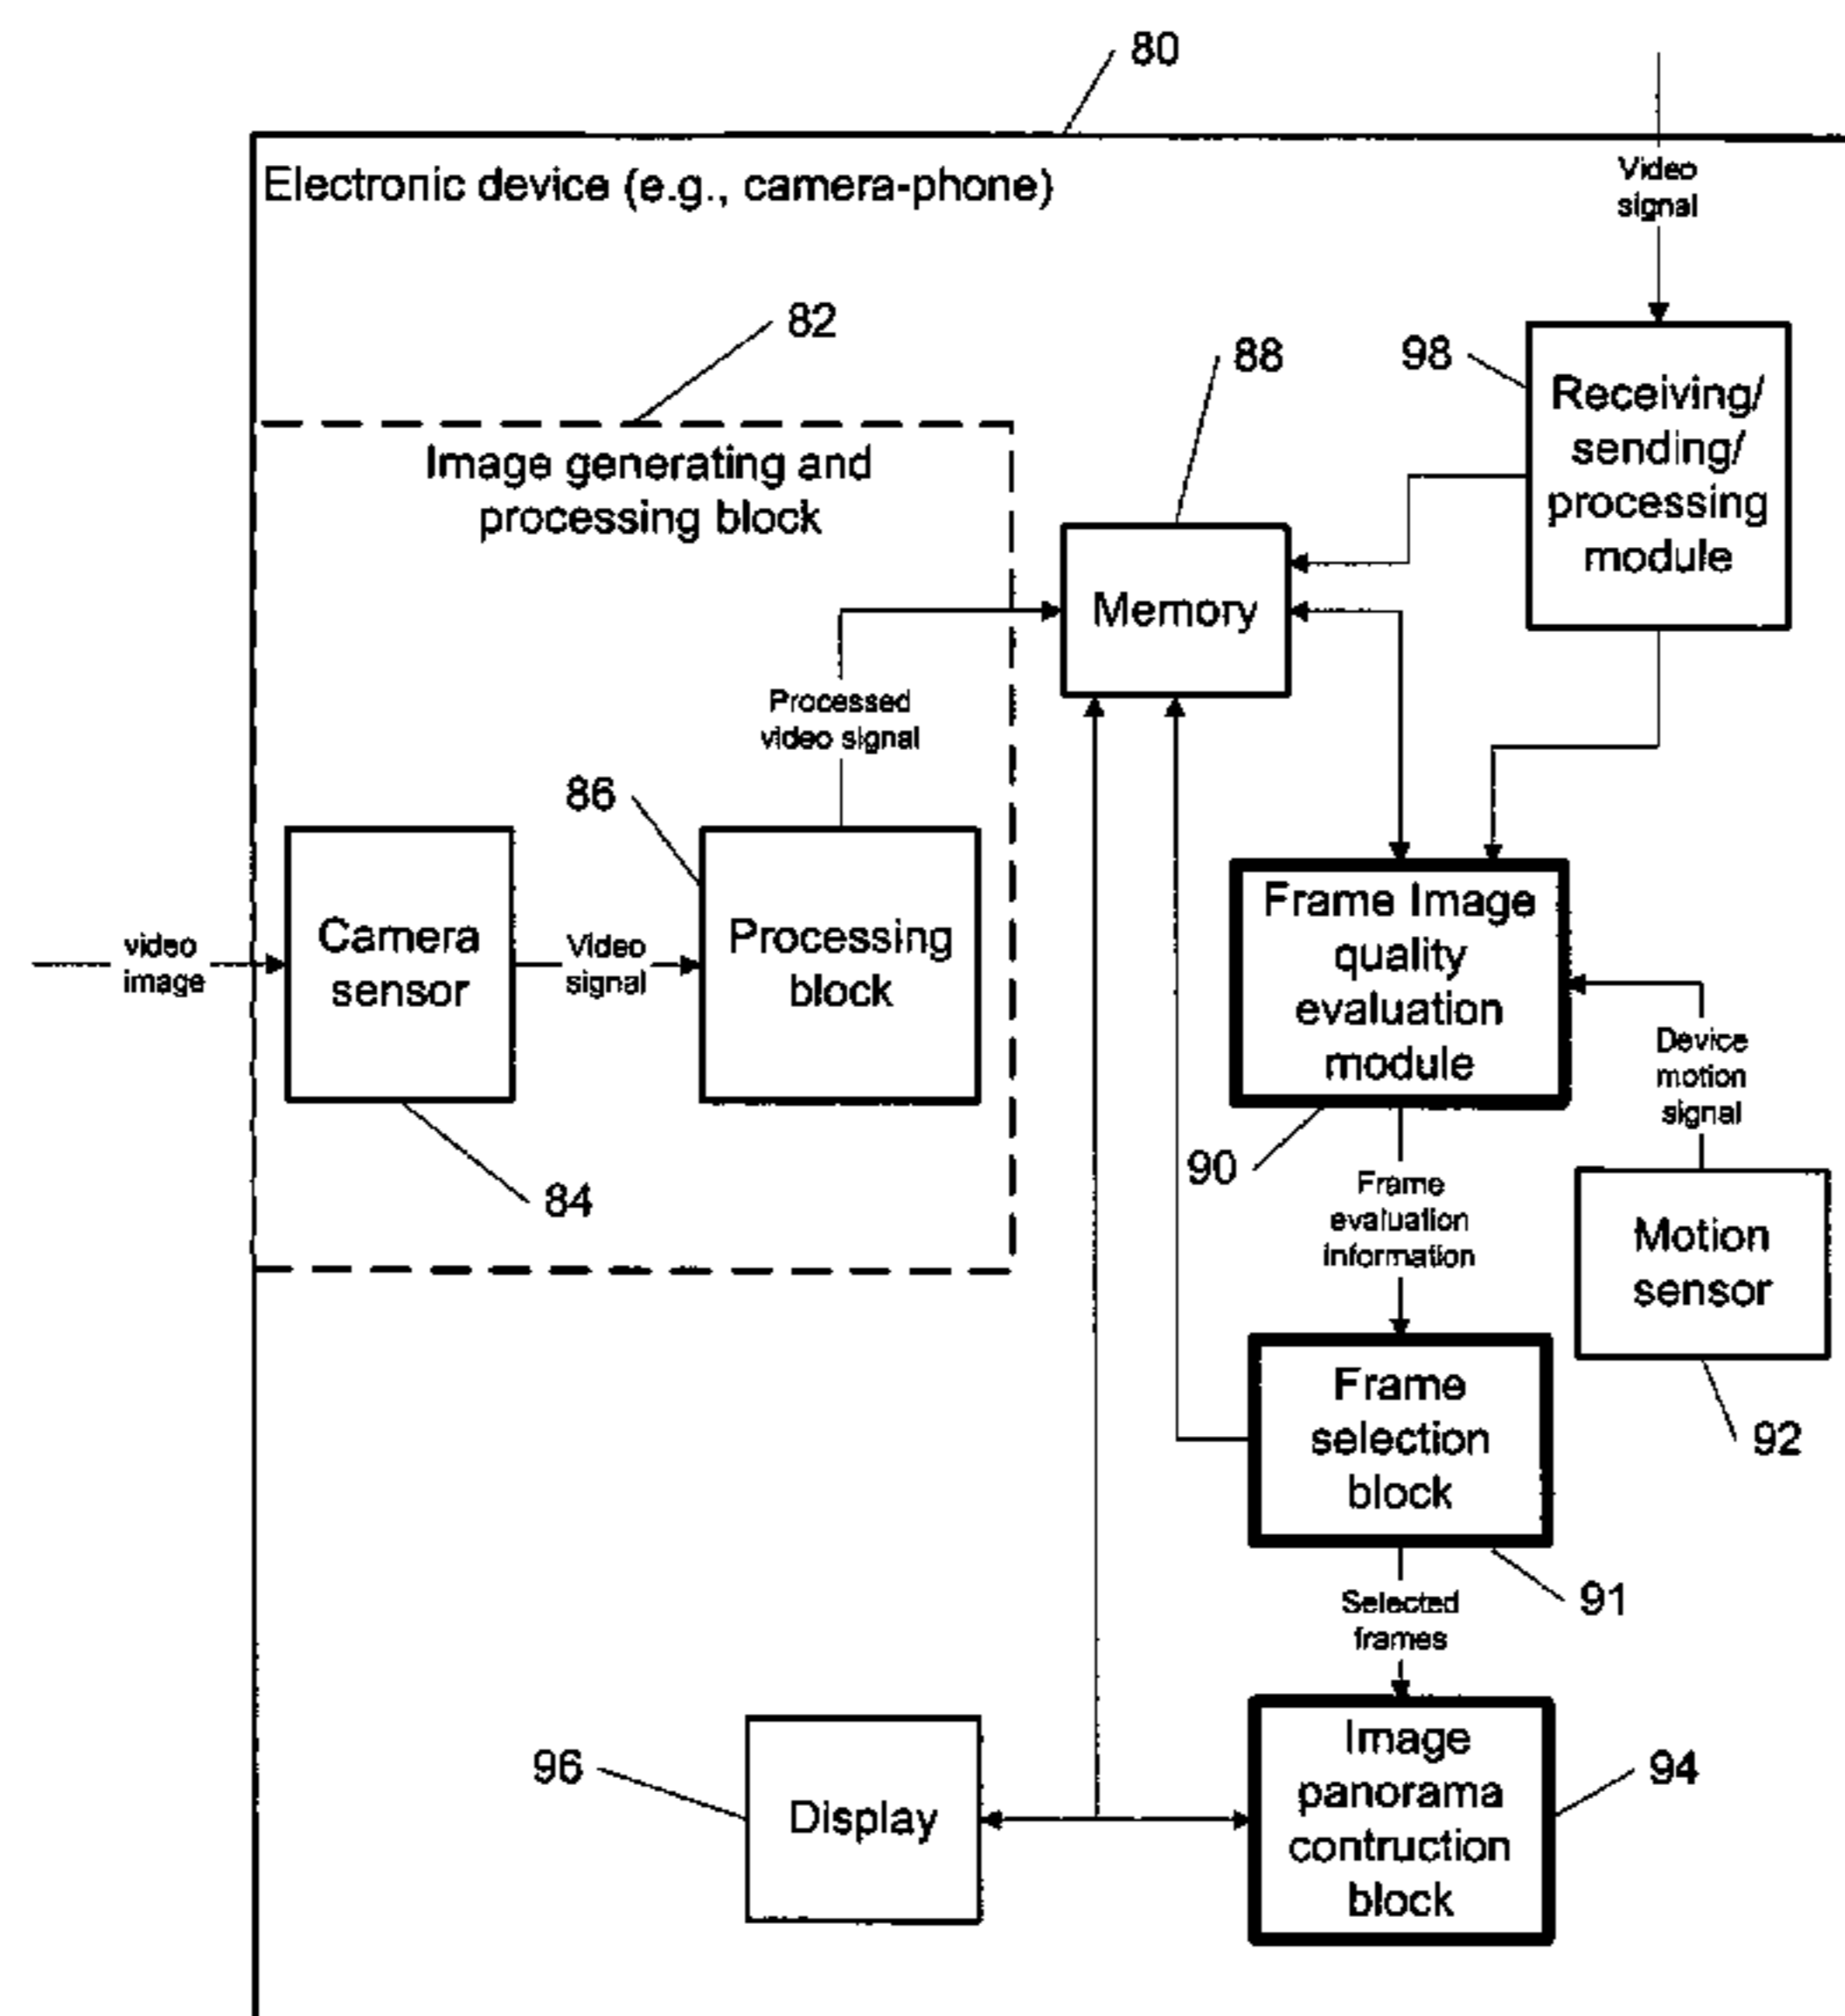 80
Electronic device (e.g., camera-phone)
Video
signal
82
88
98
Receiving/
sending/
processing
module
Image generating and
processing block
Memory
Processed
video signal
86
Camera
sensor
Processing
block
video
image
Video
signal
84
Frame Image
quality
evaluation
module
Device
motion
signal
90
Frame
evaluation
information
Motion
sensor
92
Frame
selection
block
91
Selected
frames
96
Display
Image
panorama
contruction
block
94